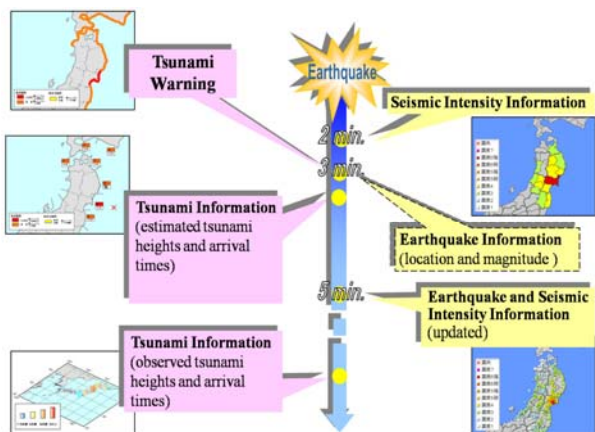 Tsunami
Warning
Earthquake
Seismic Intensity Information
2 min.
3 min.
Tsunami Information
(estimated tsunami
heights and arrival
times)
Earthquake Information
(location and magnitude )
5 min.
Earthquake and Seismic
Intensity Information
(updated)
Tsunami Information
(observed tsunami
heights and arrival
times)